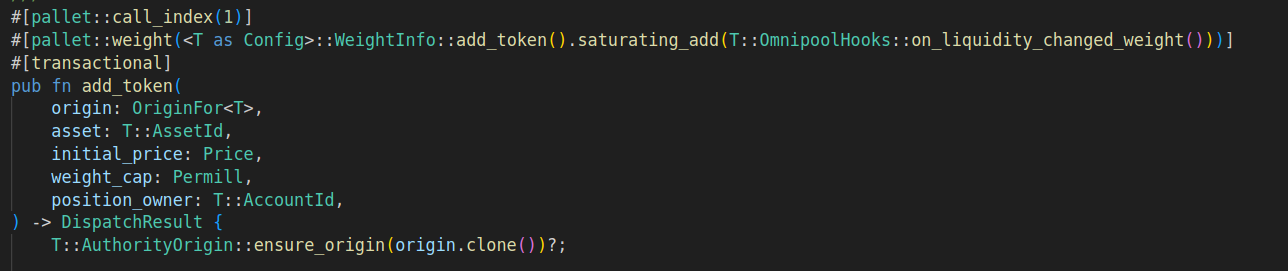 #[pallet::call_index(1)]
#[pallet::weight(<T as Config>::WeightInfo::add_token().saturating_add(T::OmnipoolHooks::on_liquidity_changed_weight()))]
#[transactional]
pub fn add_token(
origin: OriginFor<T>,
asset: T::AssetId,
initial_price: Price,
weight_cap: Permill,
position_owner: T::AccountId,
) -> DispatchResult {
T::AuthorityOrigin::ensure_origin(origin.clone())?;